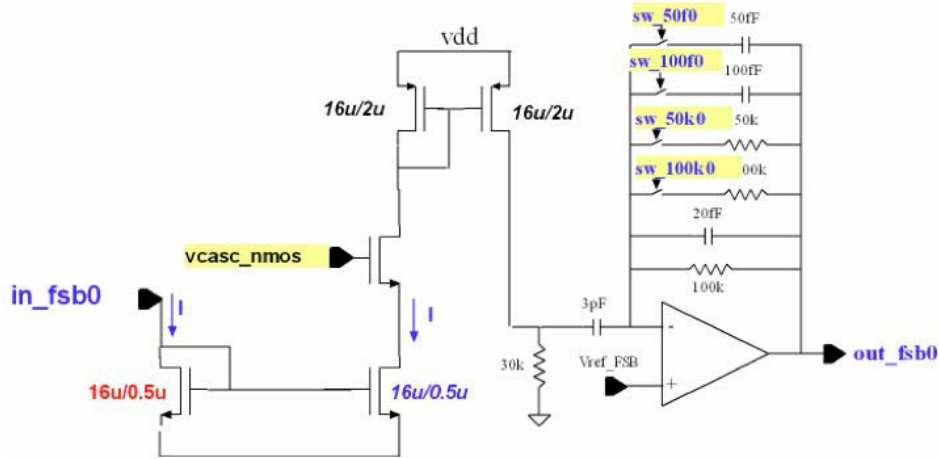 sw_50f0
50fF
sw_100f0
100fF
sw_50k0
50k
sw_100k0
00k
20fF
100k
vdd
16u/2u
16u/2u
vcasc_nmos
in_fsb0
I
I
3pF
30k
Vref_FSB
-
+
out_fsb0
16u/0.5u
16u/0.5u